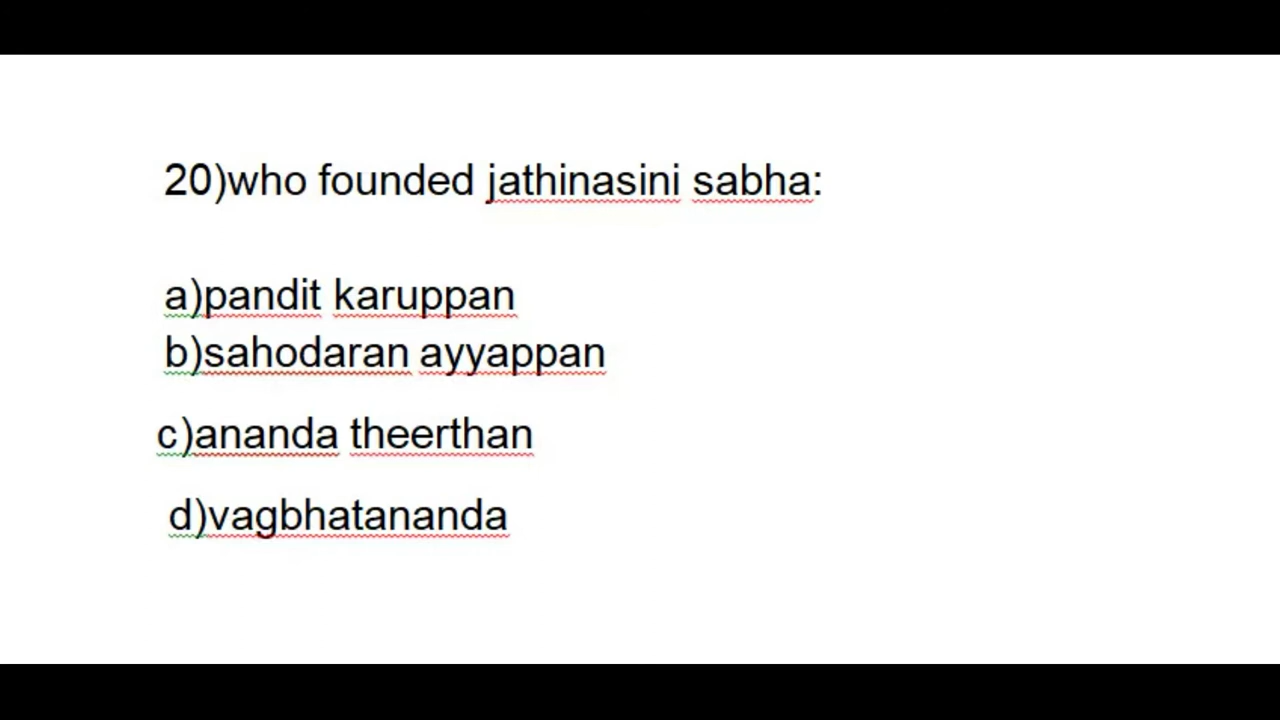 20)who founded jathinasini sabha:
a)pandit karuppan
b)sahodaran ayyappan
c)ananda theerthan
d)vagbhatananda